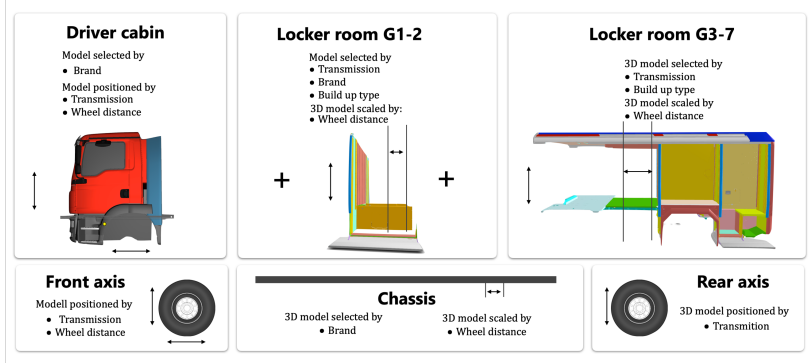 Driver cabin
Model selected by
• Brand
Model positioned by
• Transmission
• Wheel distance
Locker room G1-2
Model selected by
• Transmission
• Brand
• Build up type
3D model scaled by:
• Wheel distance
+
+
Locker room G3-7
3D model selected by
• Transmission
• Build up type
3D model scaled by
• Wheel distance
Front axis
Modell positioned by
• Transmission
• Wheel distance
Chassis
3D model selected by
• Brand
3D model scaled by
• Wheel distance
Rear axis
3D model positioned by
• Transmition